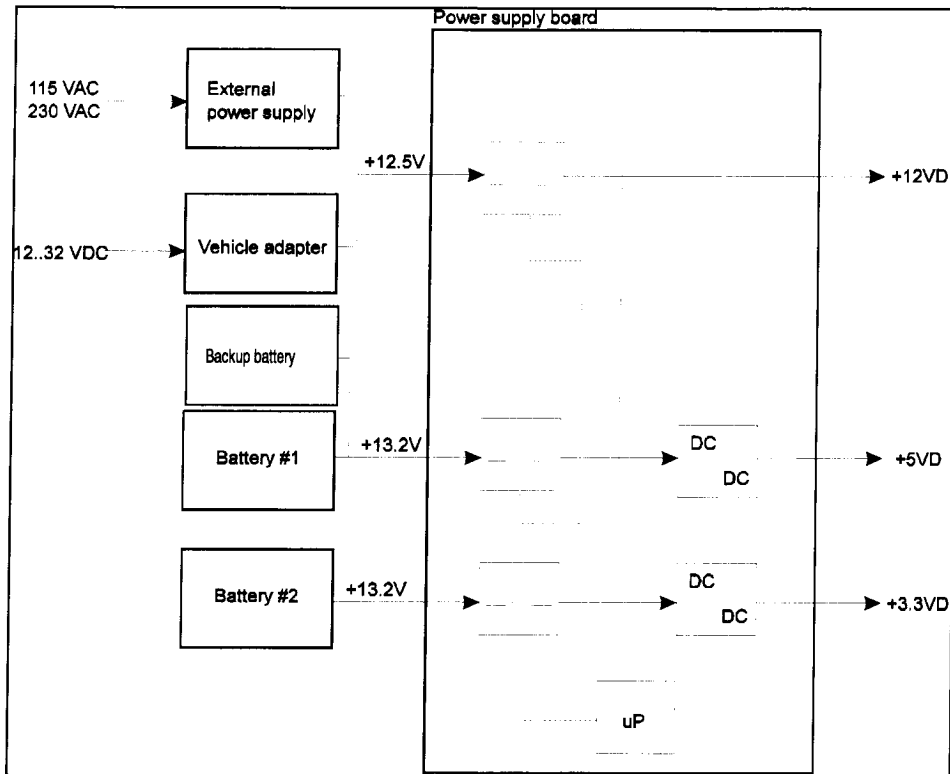 Power supply board
115 VAC
230 VAC
External
power supply
+12.5V
+12VD
12..32 VDC
Vehicle adapter
Backup battery
Battery #1
+13.2V
DC
DC
+5VD
Battery #2
+13.2V
DC
DC
+3.3VD
uP